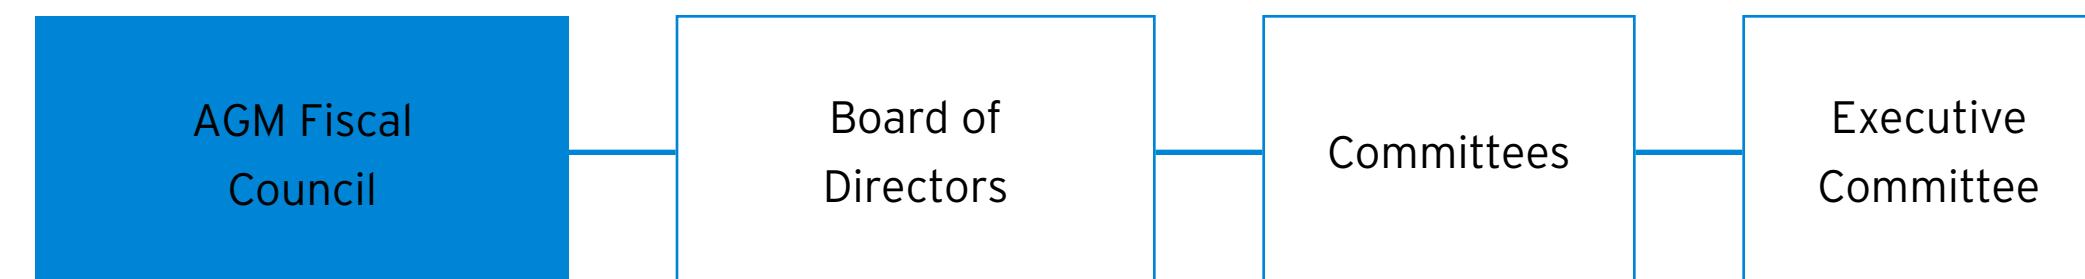 AGM Fiscal
Council
Board of
Directors
Committees
Executive
Committee